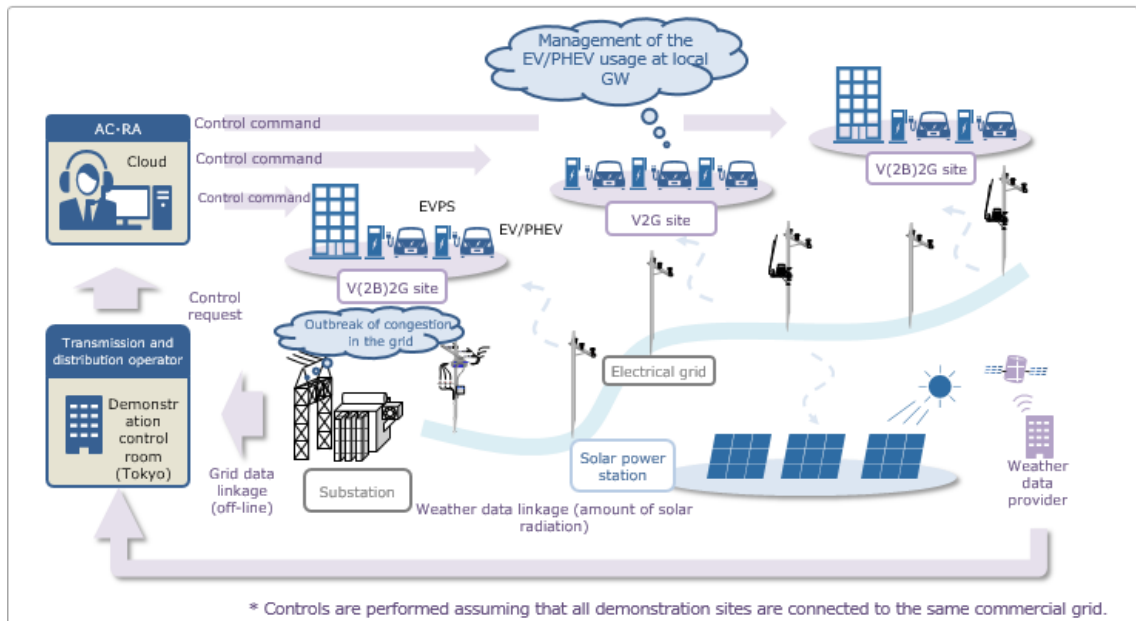 Management of the
EV/PHEV usage at local
GW
AC·RA
Cloud
Control command
Control command
Control command
EVPS
EV/PHEV
V(2B)2G site
V2G site
V(2B)2G site
Control
request
Transmission and
distribution operator
Demonstr
ation
control
room
(Tokyo)
Outbreak of congestion
in the grid
Electrical grid
Grid data
linkage
(off-line)
Substation
Solar power
station
Weather
data
provider
Weather data linkage (amount of solar
radiation)
* Controls are performed assuming that all demonstration sites are connected to the same commercial grid.